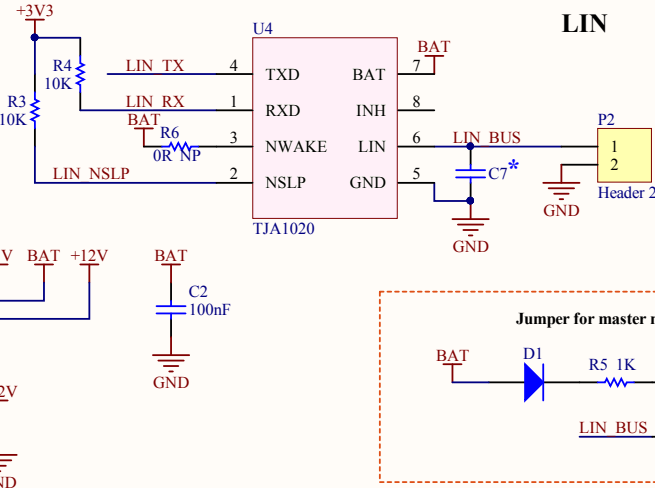 +3V3
LIN
U4
BAT
R4
10K
LIN_TX
4
TXD
BAT
7
R3
10K
LIN_RX
1
RXD
INH
8
P2
BAT
R6
0R NP
3
NWAKE
LIN
6
LIN_BUS
1
2
C7*
LIN_NSLP
2
NSLP
GND
5
GND
Header 2
TJA1020
GND
V
BAT
+12V
BAT
C2
100nF
Jumper for master
GND
BAT
D1
R5 1K
2V
LIN_BUS
ND